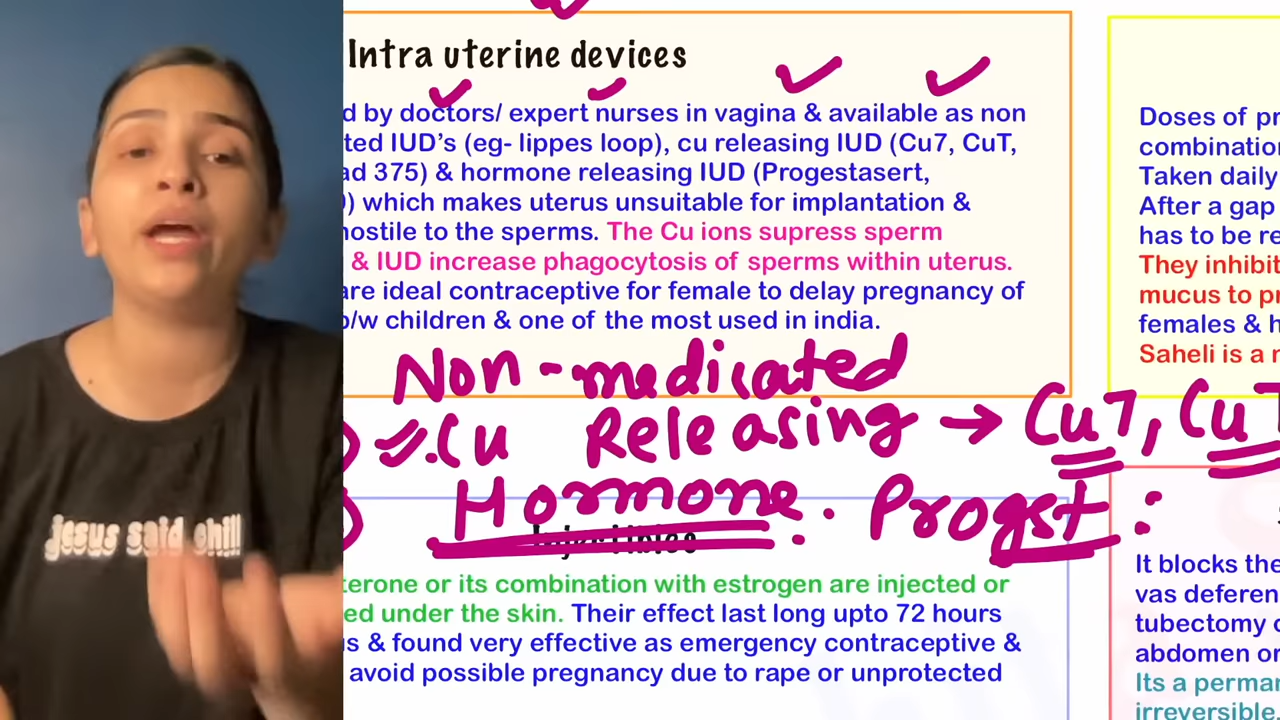 Intra uterine devices
d by doctors/ expert nurses in vagina & available as non
ted IUD's (eg- lippes loop), cu releasing IUD (Cu7, CuT,
ad 375) & hormone releasing IUD (Progestasert,
) which makes uterus unsuitable for implantation &
hostile to the sperms. The Cu ions supress sperm
& IUD increase phagocytosis of sperms within uterus.
are ideal contraceptive for female to delay pregnancy of
b/w children & one of the most used in india.
Non-medicated
Cu Releasing → Cu7, CuT
Hormone. Progst:
terone or its combination with estrogen are injected or
ed under the skin. Their effect last long upto 72 hours
us & found very effective as emergency contraceptive &
avoid possible pregnancy due to rape or unprotected
Doses of pr
combination
Taken daily
After a gap
has to be re
They inhibit
mucus to pr
females & h
Saheli is a
It blocks the
vas deferen
tubectomy
abdomen or
Its a perma
irreversible.
jesus said chill